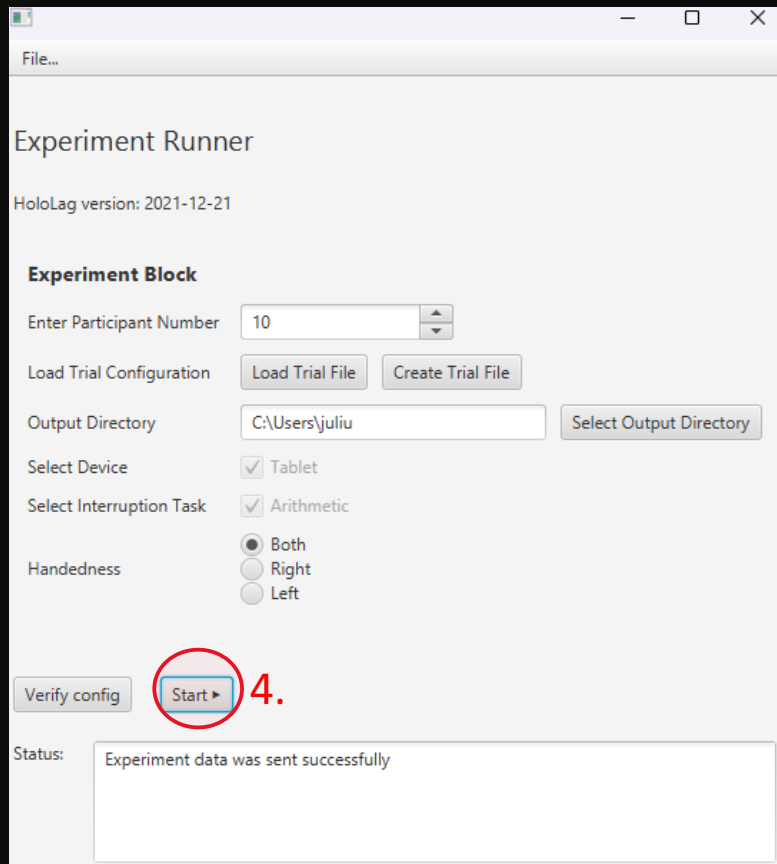 File...
Experiment Runner
HoloLag version: 2021-12-21
Experiment Block
Enter Participant Number 10
Load Trial Configuration Load Trial File Create Trial File
Output Directory C:\Users\juliu Select Output Directory
Select Device Tablet
Select Interruption Task Arithmetic
Both
Handedness Right
Left
Verify config Start 4.
Status: Experiment data was sent successfully